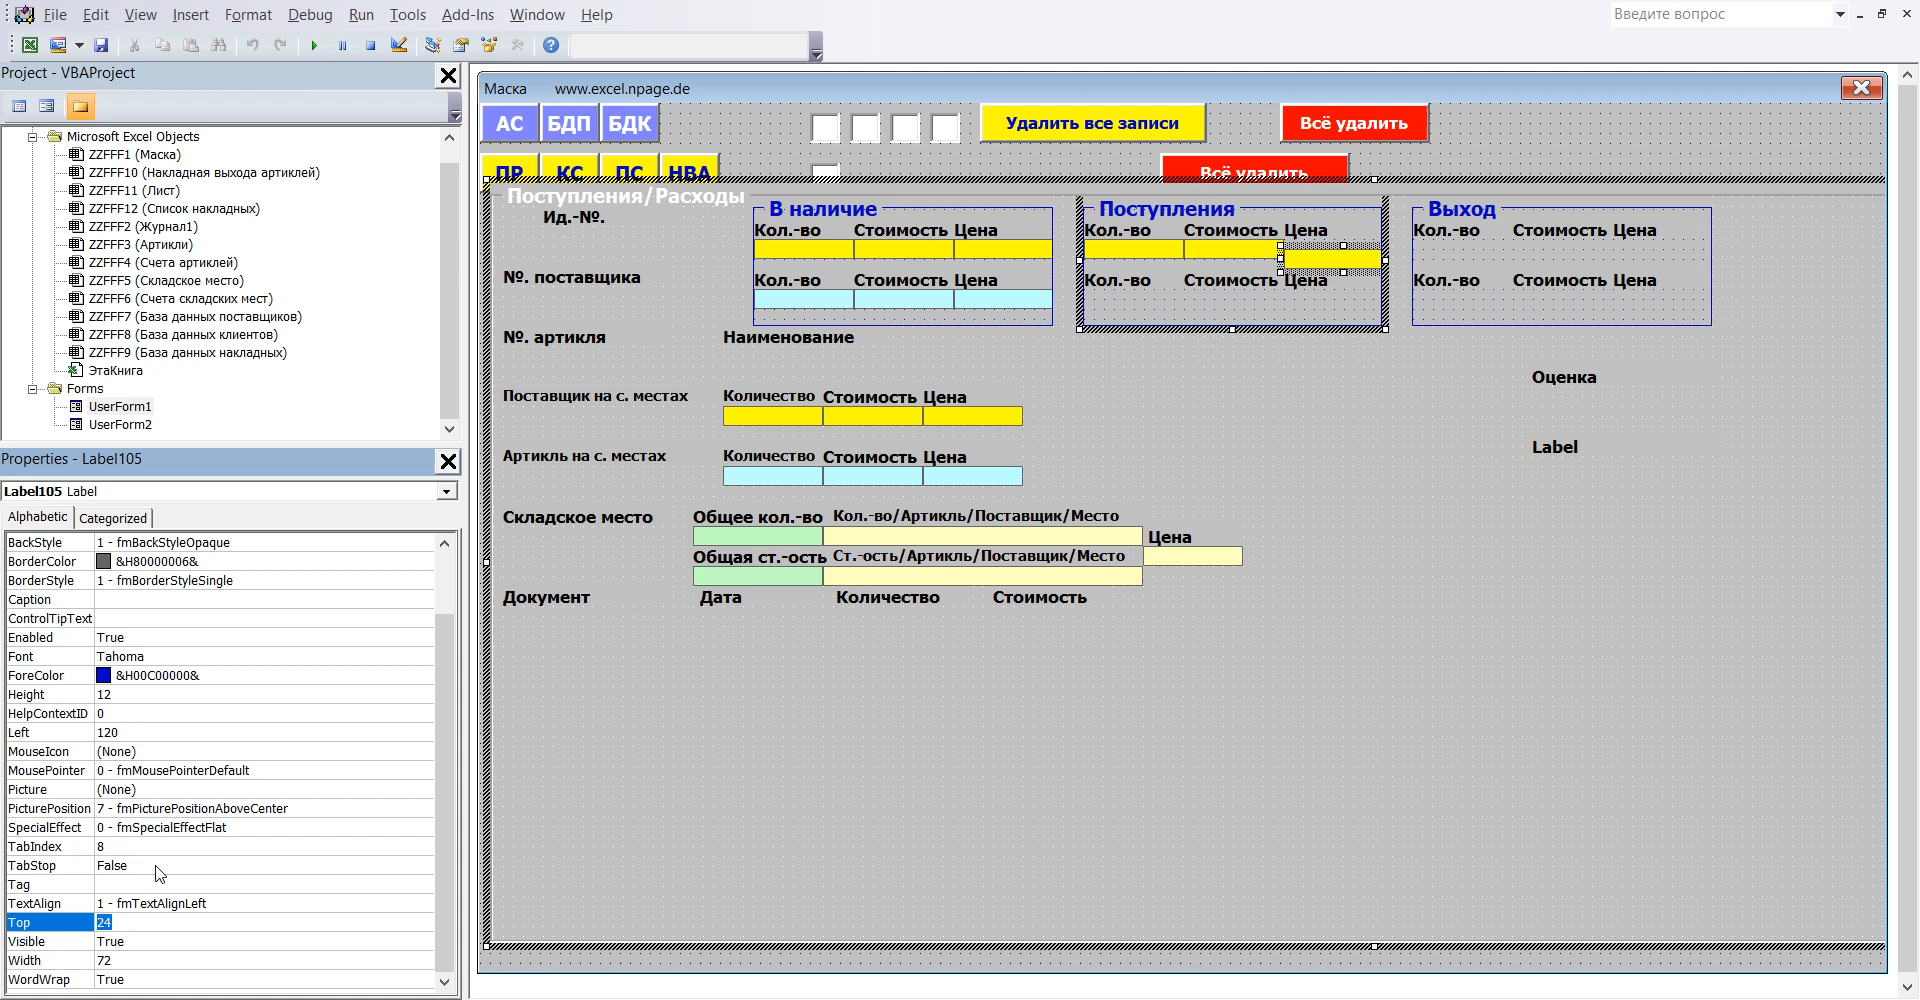 File Edit View Insert Format Debug Run Tools Add-Ins Window Help Введите вопрос
Project - VBAProject
Microsoft Excel Objects
ZZFFF1 (Маска)
ZZFFF10 (Накладная выхода артиклей)
ZZFFF11 (Лист)
ZZFFF12 (Список накладных)
ZZFFF2 (Журнал1)
ZZFFF3 (Артикли)
ZZFFF4 (Счета артиклей)
ZZFFF5 (Складское место)
ZZFFF6 (Счета складских мест)
ZZFFF7 (База данных поставщиков)
ZZFFF8 (База данных клиентов)
ZZFFF9 (База данных накладных)
ЭтаКнига
Forms
UserForm1
UserForm2
Properties - Label105
Label105 Label
Alphabetic Categorized
BackStyle 1 - fmBackStyleOpaque
BorderColor &H80000006&
BorderStyle 1 - fmBorderStyleSingle
Caption
ControlTipText
Enabled True
Font Tahoma
ForeColor &H00C00000&
Height 12
HelpContextID 0
Left 120
MouseIcon (None)
MousePointer 0 - fmMousePointerDefault
Picture (None)
PicturePosition 7 - fmPicturePositionAboveCenter
SpecialEffect 0 - fmSpecialEffectFlat
TabIndex 8
TabStop False
Tag
TextAlign 1 - fmTextAlignLeft
Top 24
Visible True
Width 72
WordWrap True
Маска www.excel.npage.de
АС БДП БДК Удалить все записи Всё удалить
ПР КС ПС НВА Всё удалить
Поступления/Расходы
Ид.-№.
В наличие Поступления Выход
Кол.-во Стоимость Цена Кол.-во Стоимость Цена Кол.-во Стоимость Цена
№. поставщика Кол.-во Стоимость Цена Кол.-во Стоимость Цена Кол.-во Стоимость Цена
№. артикля Наименование
Оценка
Поставщик на с. местах Количество Стоимость Цена
Label
Артикль на с. местах Количество Стоимость Цена
Складское место Общее кол.-во Кол.-во/Артикль/Поставщик/Место
Цена
Общая ст.-ость Ст.-ость/Артикль/Поставщик/Место
Документ Дата Количество Стоимость